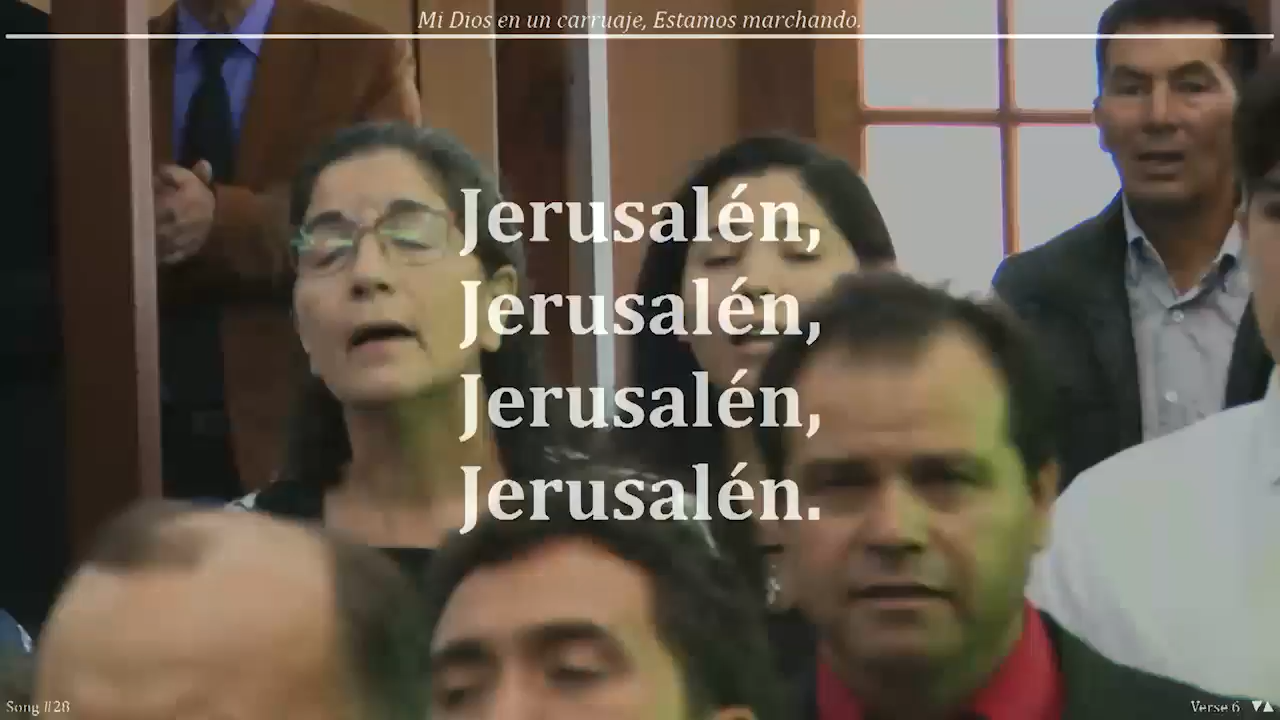 Mi Dios en un carruaje, Estamos marchando.
Jerusalén,
Jerusalén,
Jerusalén,
Jerusalén.
Song #28
Verse 6 ▼▲